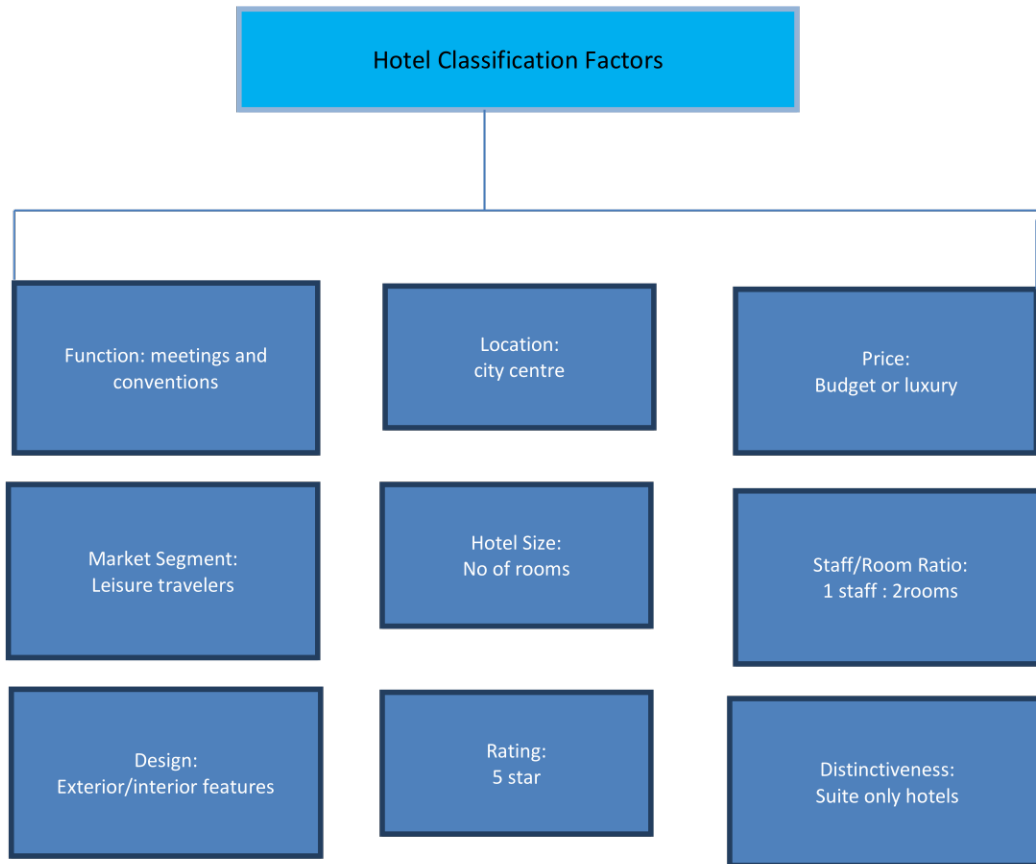 Hotel Classification Factors
Function: meetings and
conventions
Location:
city centre
Price:
Budget or luxury
Market Segment:
Leisure travelers
Hotel Size:
No of rooms
Staff/Room Ratio:
1 staff : 2rooms
Design:
Exterior/interior features
Rating:
5 star
Distinctiveness:
Suite only hotels